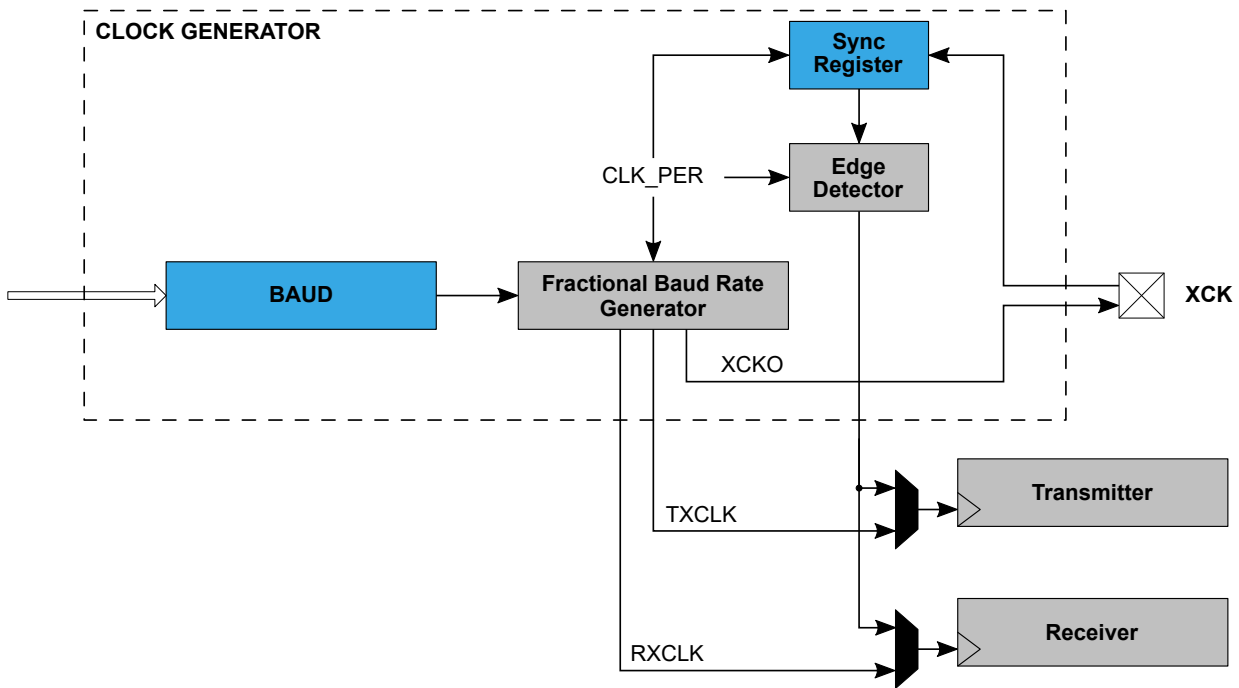 CLOCK GENERATOR
Sync
Register
CLK_PER
Edge
Detector
BAUD
Fractional Baud Rate
Generator
XCK
XCKO
Transmitter
TXCLK
Receiver
RXCLK